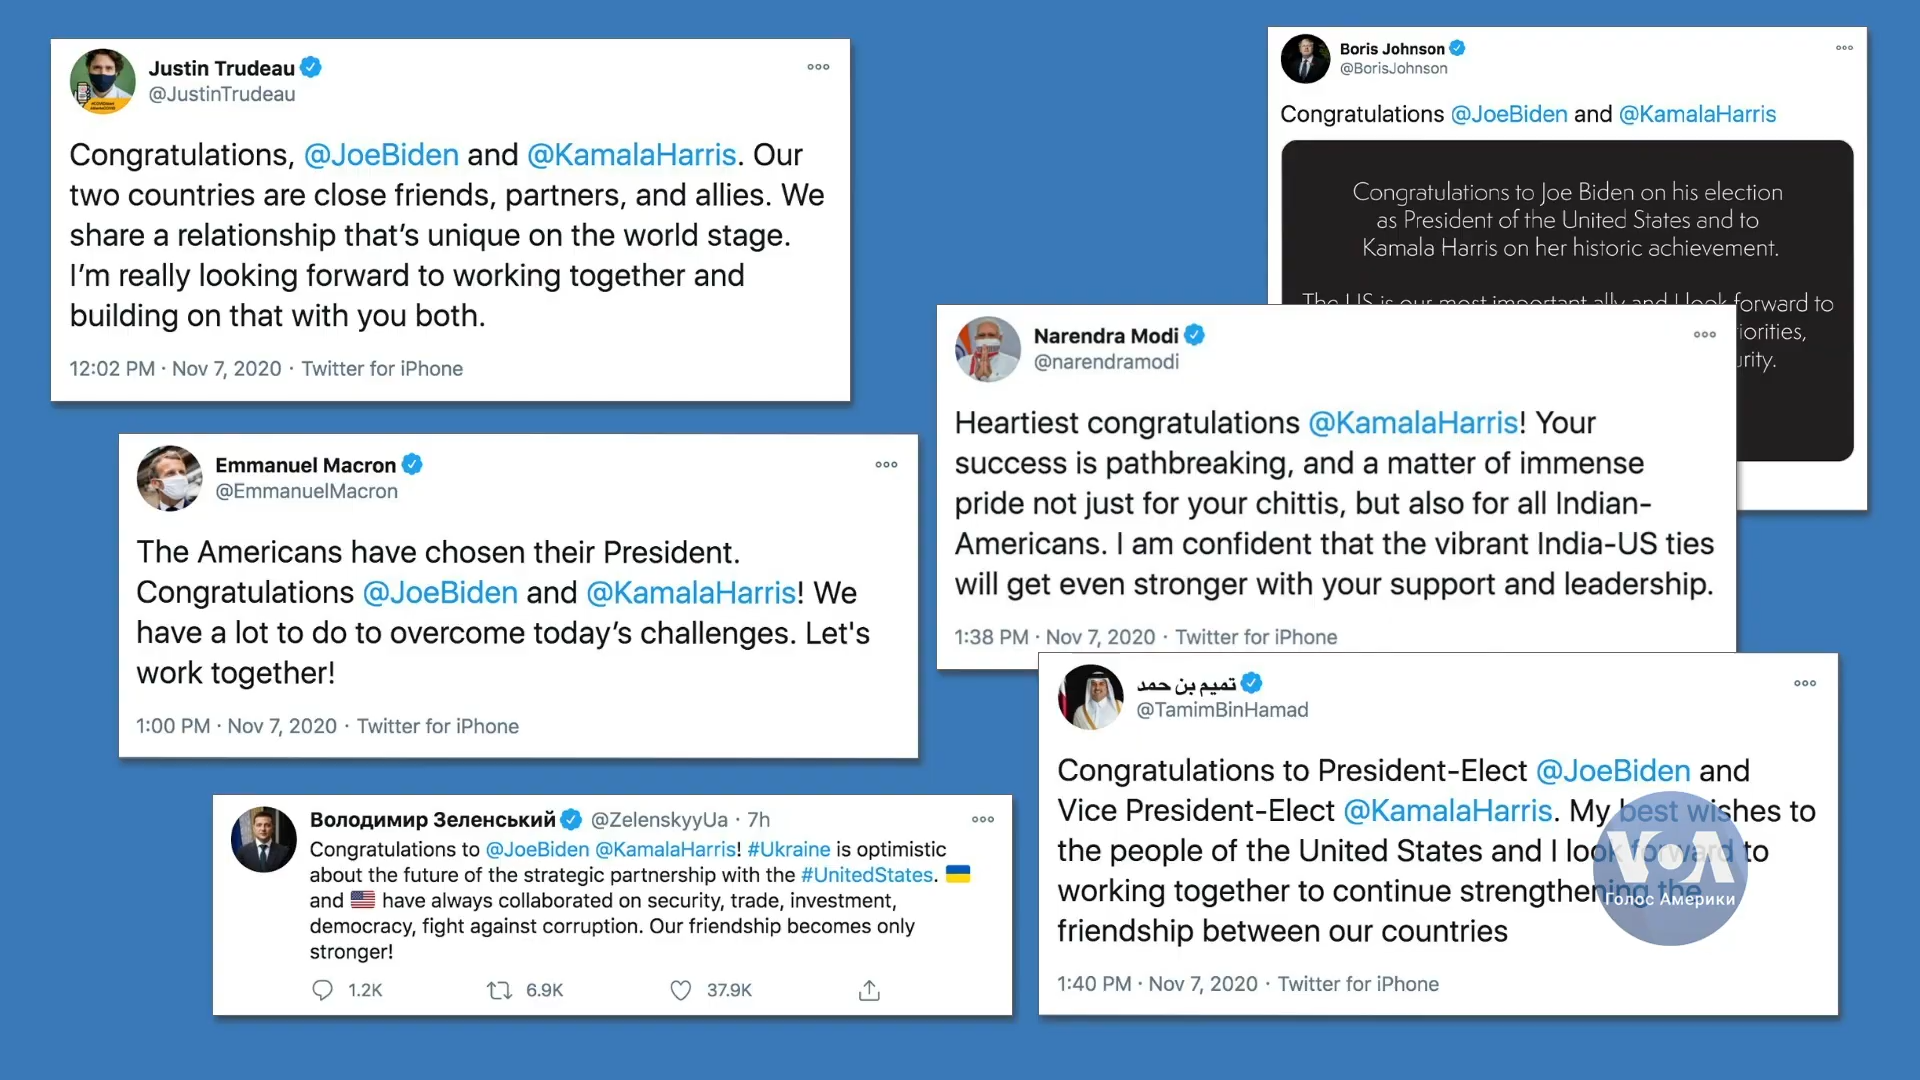 Justin Trudeau
@JustinTrudeau
Congratulations, @JoeBiden and @KamalaHarris. Our
two countries are close friends, partners, and allies. We
share a relationship that’s unique on the world stage.
I’m really looking forward to working together and
building on that with you both.
12:02 PM · Nov 7, 2020 · Twitter for iPhone
Boris Johnson
@BorisJohnson
Congratulations @JoeBiden and @KamalaHarris
Congratulations to Joe Biden on his election
as President of the United States and to
Kamala Harris on her historic achievement.
The US is our most important ally and I look forward to
Narendra Modi
@narendramodi
Heartiest congratulations @KamalaHarris! Your
success is pathbreaking, and a matter of immense
pride not just for your chittis, but also for all Indian-
Americans. I am confident that the vibrant India-US ties
will get even stronger with your support and leadership.
1:38 PM · Nov 7, 2020 · Twitter for iPhone
Emmanuel Macron
@EmmanuelMacron
The Americans have chosen their President.
Congratulations @JoeBiden and @KamalaHarris! We
have a lot to do to overcome today’s challenges. Let's
work together!
1:00 PM · Nov 7, 2020 · Twitter for iPhone
تميم بن حمد
@TamimBinHamad
Congratulations to President-Elect @JoeBiden and
Vice President-Elect @KamalaHarris. My best wishes to
the people of the United States and I look forward to
working together to continue strengthening the
friendship between our countries
1:40 PM · Nov 7, 2020 · Twitter for iPhone
Володимир Зеленський @ZelenskyyUa · 7h
Congratulations to @JoeBiden @KamalaHarris! #Ukraine is optimistic
about the future of the strategic partnership with the #UnitedStates. 🇺🇦
and 🇺🇸 have always collaborated on security, trade, investment,
democracy, fight against corruption. Our friendship becomes only
stronger!
1.2K 6.9K 37.9K
VOA
Голос Америки